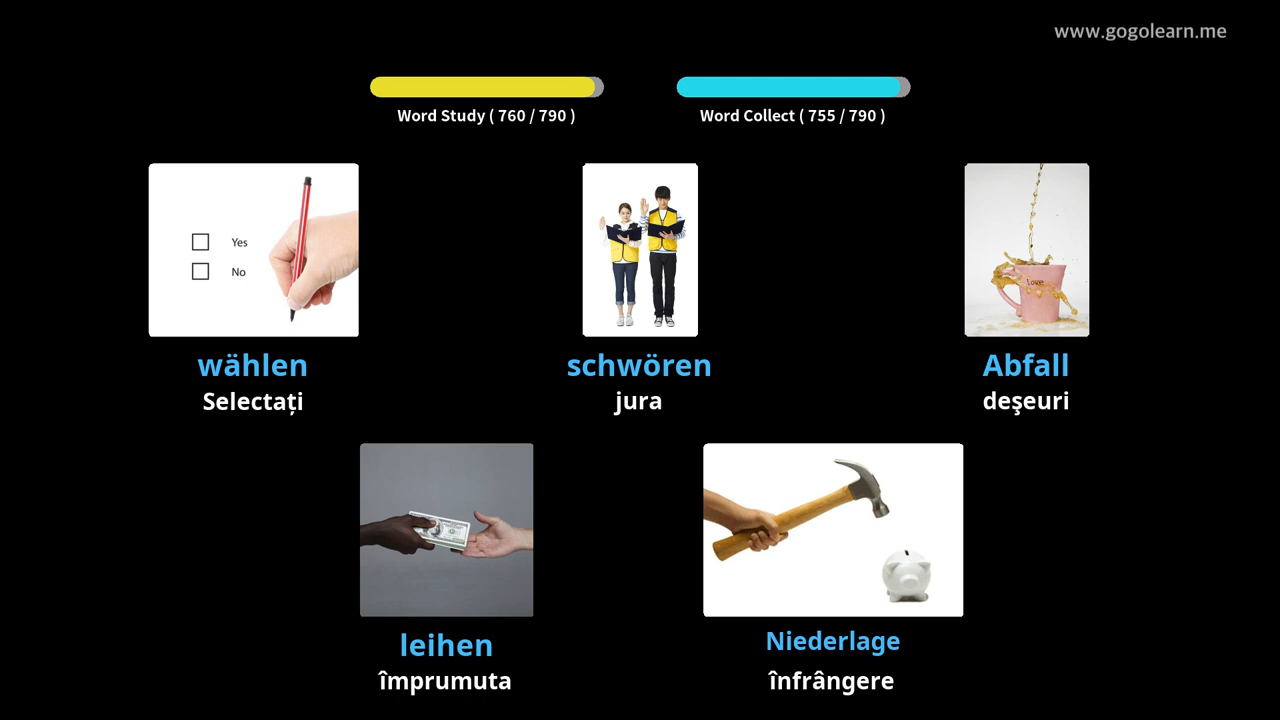 www.gogolearn.me
Word Study ( 760 / 790 )
Word Collect ( 755 / 790 )
Yes
No
Love
wählen
schwören
Abfall
Selectați
jura
deşeuri
leihen
Niederlage
împrumuta
înfrângere